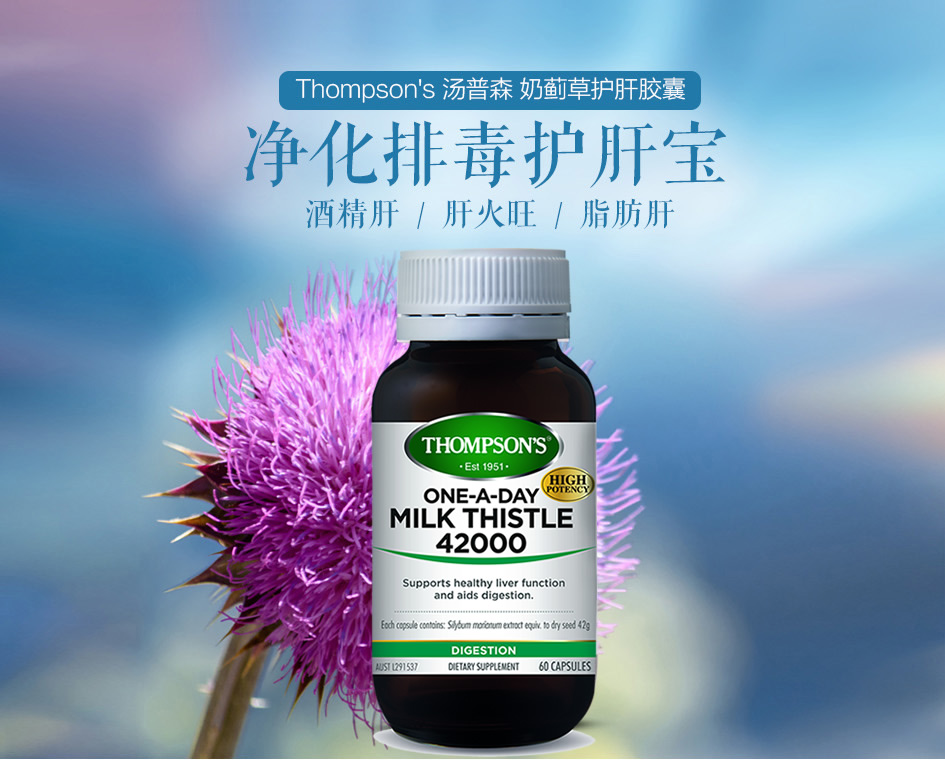 Thompson's 汤普森 奶蓟草护肝胶囊
净化排毒护肝宝
酒精肝 / 肝火旺 / 脂肪肝
THOMPSON'S®
• Est 1951 •
HIGH
POTENCY
ONE-A-DAY
MILK THISTLE
42000
Supports healthy liver function
and aids digestion.
Each capsule contains: Silybum marianum extract equiv. to dry seed 42g
DIGESTION
AUST L291537 DIETARY SUPPLEMENT 60 CAPSULES